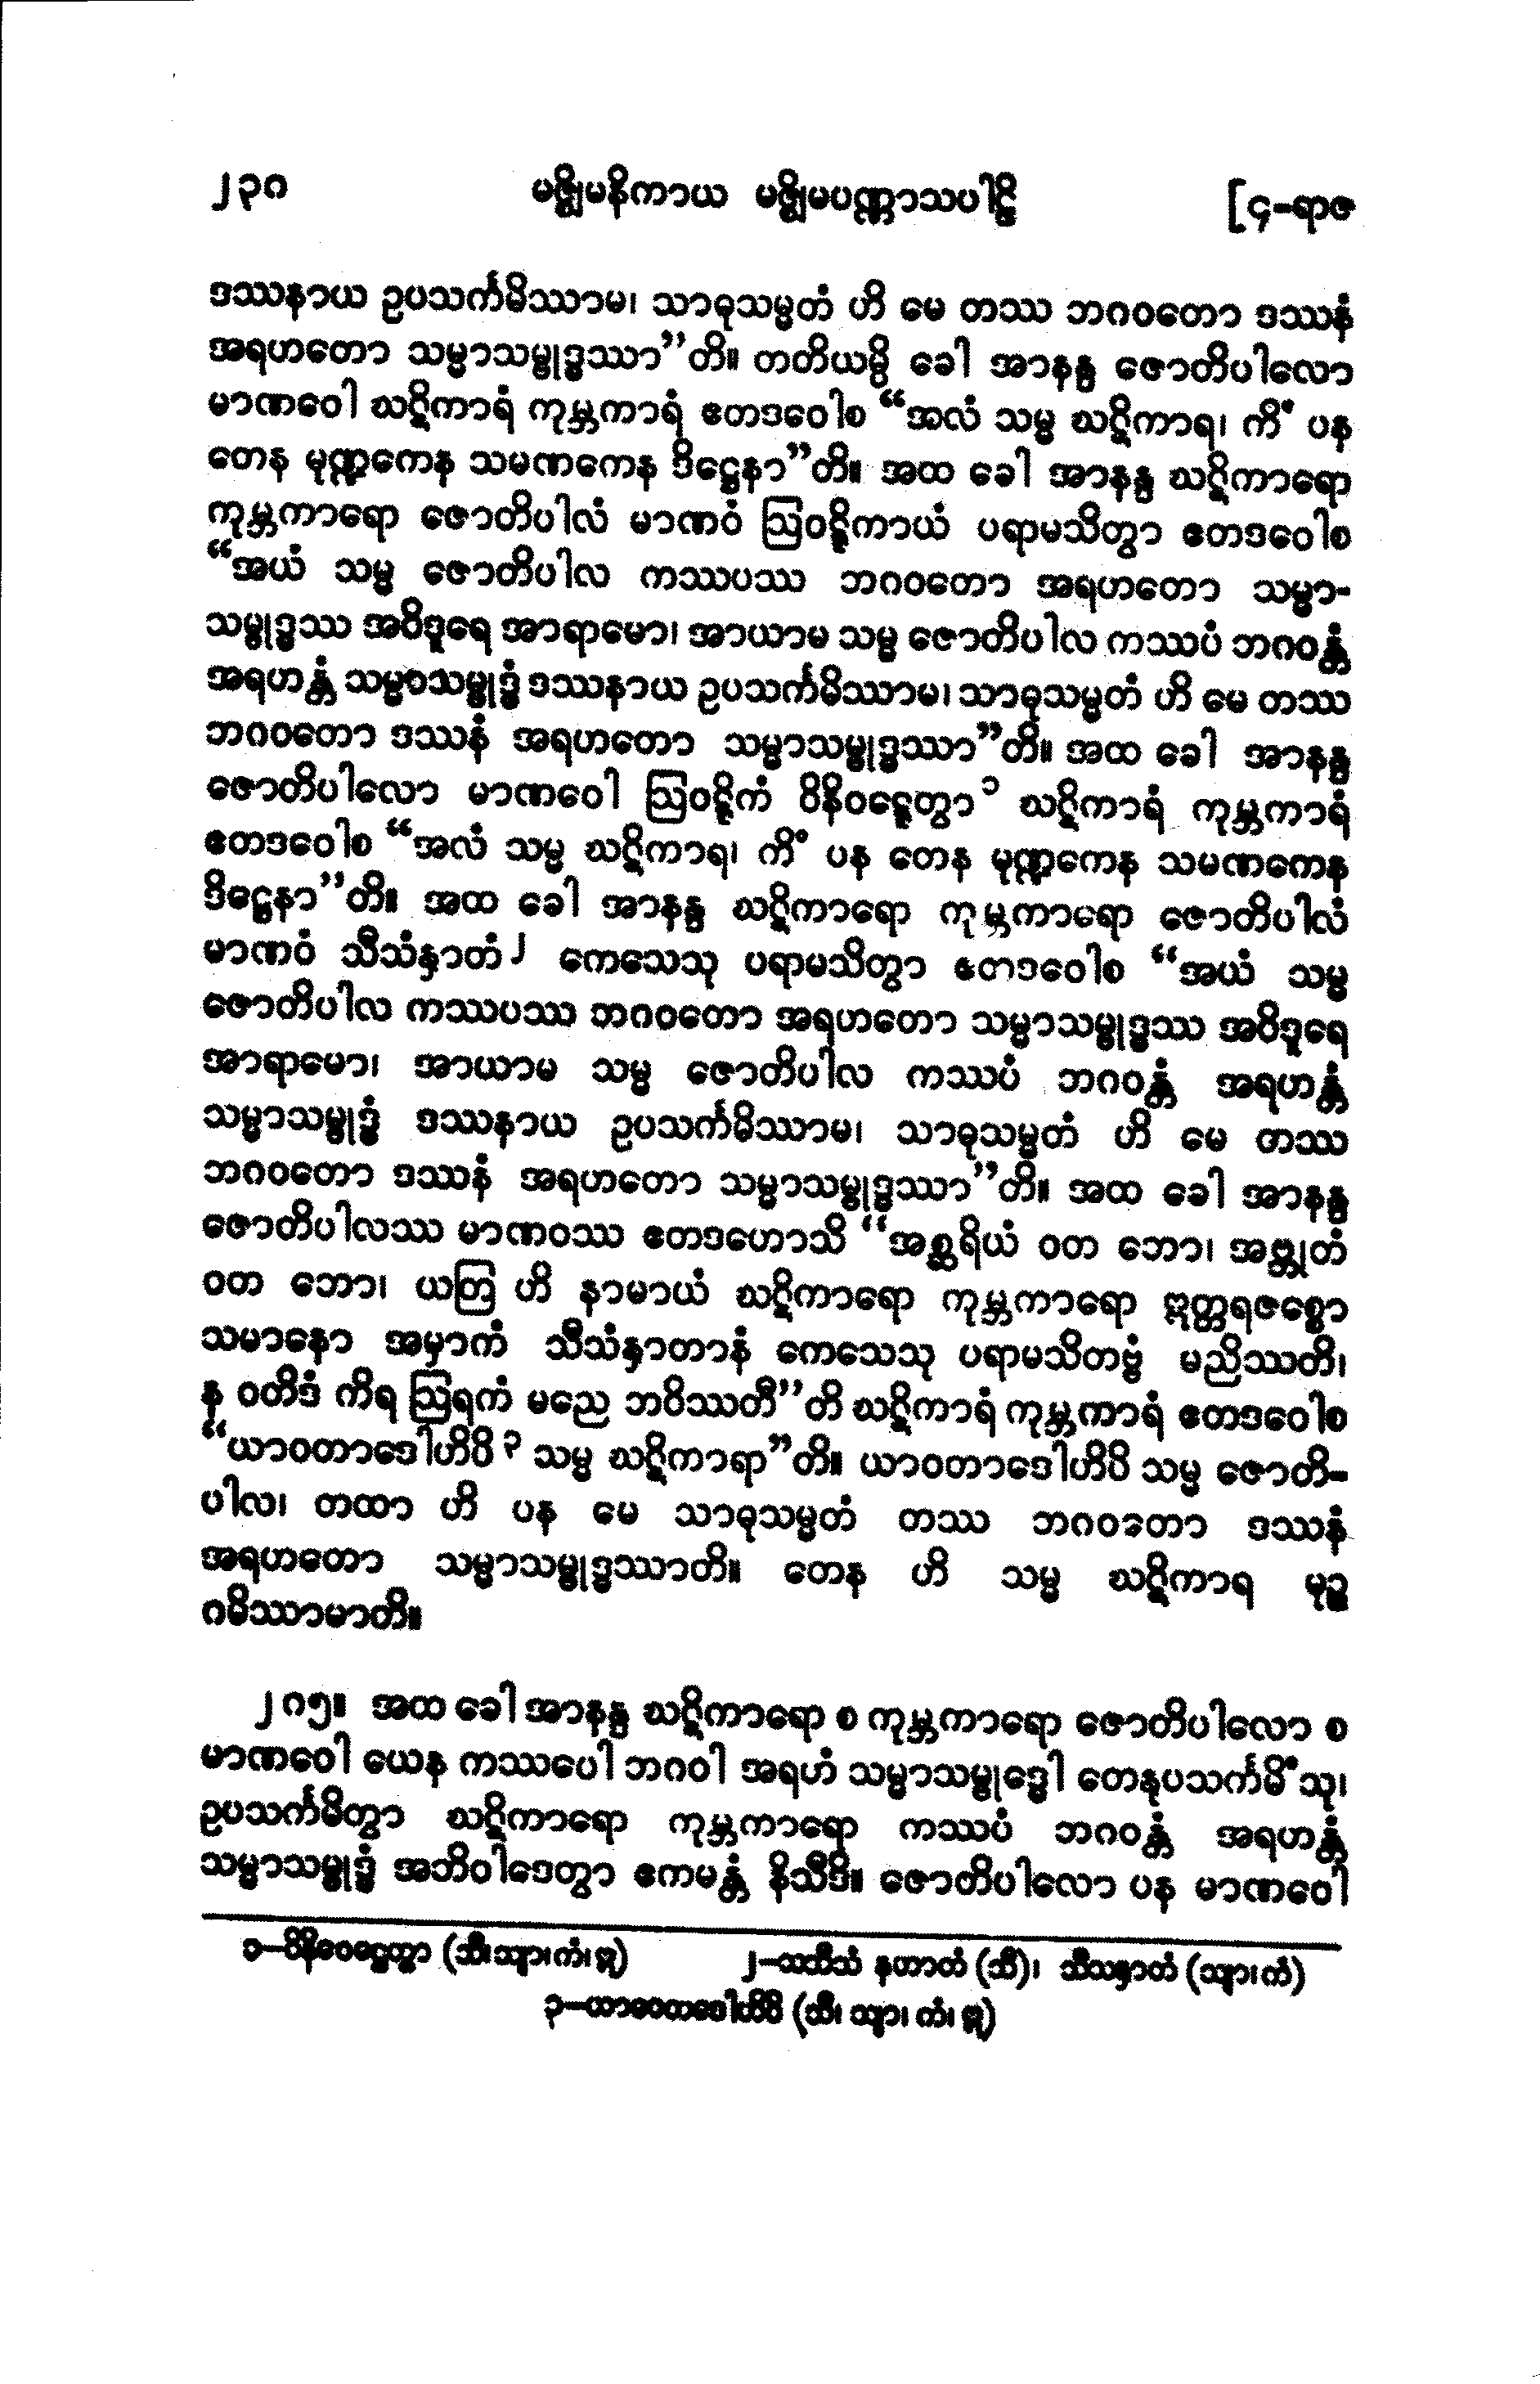 ၂၃၀ မဇ္ဈိမနိကာယ မဇ္ဈိမပဏ္ဏာသပါဠိ [၄-ရာဇ
ဒဿနာယ ဥပသင်္ကမိဿာမ၊ သာဓုသမ္မတံ ဟိ မေ တဿ ဘဂဝတော ဒဿနံ
အရဟတော သမ္မာသမ္ဗုဒ္ဓဿာ”တိ။ တတိယမ္ပိ ခေါ အာနန္ဒ ဇောတိပါလော
မာဏဝေါ ဃဋိကာရံ ကုမ္ဘကာရံ ဧတဒဝေါစ “အလံ သမ္မ ဃဋိကာရ၊ ကိံ ပန
တေန မုဏ္ဍကေန သမဏကေန ဒိဋ္ဌေနာ”တိ။ အထ ခေါ အာနန္ဒ ဃဋိကာရော
ကုမ္ဘကာရော ဇောတိပါလံ မာဏဝံ ဩဝဋ္ဋိကာယံ ပရာမသိတွာ ဧတဒဝေါစ
“အယံ သမ္မ ဇောတိပါလ ကဿပဿ ဘဂဝတော အရဟတော သမ္မာ-
သမ္ဗုဒ္ဓဿ အဝိဒူရေ အာရာမော၊ အာယာမ သမ္မ ဇောတိပါလ ကဿပံ ဘဂဝန္တံ
အရဟန္တံ သမ္မာသမ္ဗုဒ္ဓံ ဒဿနာယ ဥပသင်္ကမိဿာမ၊ သာဓုသမ္မတံ ဟိ မေ တဿ
ဘဂဝတော ဒဿနံ အရဟတော သမ္မာသမ္ဗုဒ္ဓဿာ”တိ။ အထ ခေါ အာနန္ဒ
ဇောတိပါလော မာဏဝေါ ဩဝဋ္ဋိကံ ဝိနိဝဋ္ဋေတွာ ၁ ဃဋိကာရံ ကုမ္ဘကာရံ
ဧတဒဝေါစ “အလံ သမ္မ ဃဋိကာရ၊ ကိံ ပန တေန မုဏ္ဍကေန သမဏကေန
ဒိဋ္ဌေနာ”တိ။ အထ ခေါ အာနန္ဒ ဃဋိကာရော ကုမ္ဘကာရော ဇောတိပါလံ
မာဏဝံ သီသံနှာတံ ၂ ကေသေသု ပရာမသိတွာ ဧတဒဝေါစ “အယံ သမ္မ
ဇောတိပါလ ကဿပဿ ဘဂဝတော အရဟတော သမ္မာသမ္ဗုဒ္ဓဿ အဝိဒူရေ
အာရာမော၊ အာယာမ သမ္မ ဇောတိပါလ ကဿပံ ဘဂဝန္တံ အရဟန္တံ
သမ္မာသမ္ဗုဒ္ဓံ ဒဿနာယ ဥပသင်္ကမိဿာမ၊ သာဓုသမ္မတံ ဟိ မေ တဿ
ဘဂဝတော ဒဿနံ အရဟတော သမ္မာသမ္ဗုဒ္ဓဿာ”တိ။ အထ ခေါ အာနန္ဒ
ဇောတိပါလဿ မာဏဝဿ ဧတဒဟောသိ “အစ္ဆရိယံ ဝတ ဘော၊ အဗ္ဘုတံ
ဝတ ဘော၊ ယတြ ဟိ နာမာယံ ဃဋိကာရော ကုမ္ဘကာရော ဣတ္တရဇစ္စော
သမာနော အမှာကံ သီသံနှာတာနံ ကေသေသု ပရာမသိတဗ္ဗံ မညိဿတိ၊
န ဝတိဒံ ကိရ ဩရကံ မညေ ဘဝိဿတီ”တိ ဃဋိကာရံ ကုမ္ဘကာရံ ဧတဒဝေါစ
“ယာဝတာဒေါဟိပိ ၃ သမ္မ ဃဋိကာရာ”တိ။ ယာဝတာဒေါဟိပိ သမ္မ ဇောတိ-
ပါလ၊ တထာ ဟိ ပန မေ သာဓုသမ္မတံ တဿ ဘဂဝတော ဒဿနံ
အရဟတော သမ္မာသမ္ဗုဒ္ဓဿာတိ။ တေန ဟိ သမ္မ ဃဋိကာရ မုဉ္စ
ဂမိဿာမာတိ။
၂၀၅။ အထ ခေါ အာနန္ဒ ဃဋိကာရော စ ကုမ္ဘကာရော ဇောတိပါလော စ
မာဏဝေါ ယေန ကဿပေါ ဘဂဝါ အရဟံ သမ္မာသမ္ဗုဒ္ဓေါ တေနုပသင်္ကမိံသု၊
ဥပသင်္ကမိတွာ ဃဋိကာရော ကုမ္ဘကာရော ကဿပံ ဘဂဝန္တံ အရဟန္တံ
သမ္မာသမ္ဗုဒ္ဓံ အဘိဝါဒေတွာ ဧကမန္တံ နိသီဒိ။ ဇောတိပါလော ပန မာဏဝေါ
၁-ဝိနိဝေဌေတွာ (သီ၊ သျာ၊ ကံ၊ ဣ) ၂-သသီသံ နဟာတံ (သီ)၊ သီသနှာတံ (သျာ၊ ကံ)
၃-ယာဝေတဒေါဟိပိ (သီ၊ သျာ၊ ကံ၊ ဣ)